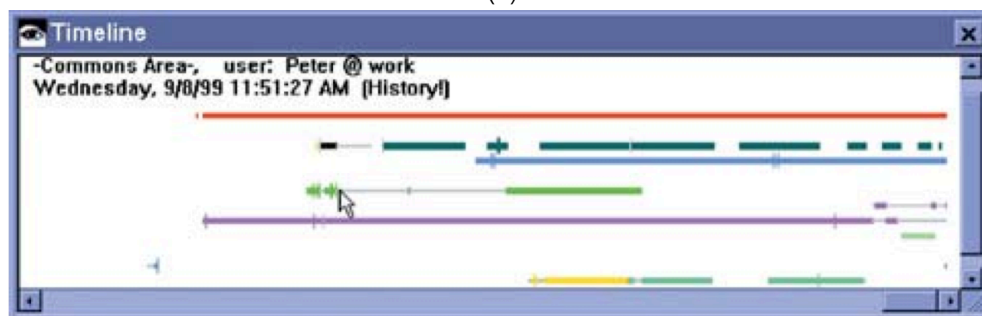 Timeline
-Commons Area-, user: Peter @ work
Wednesday, 9/8/99 11:51:27 AM (History!)